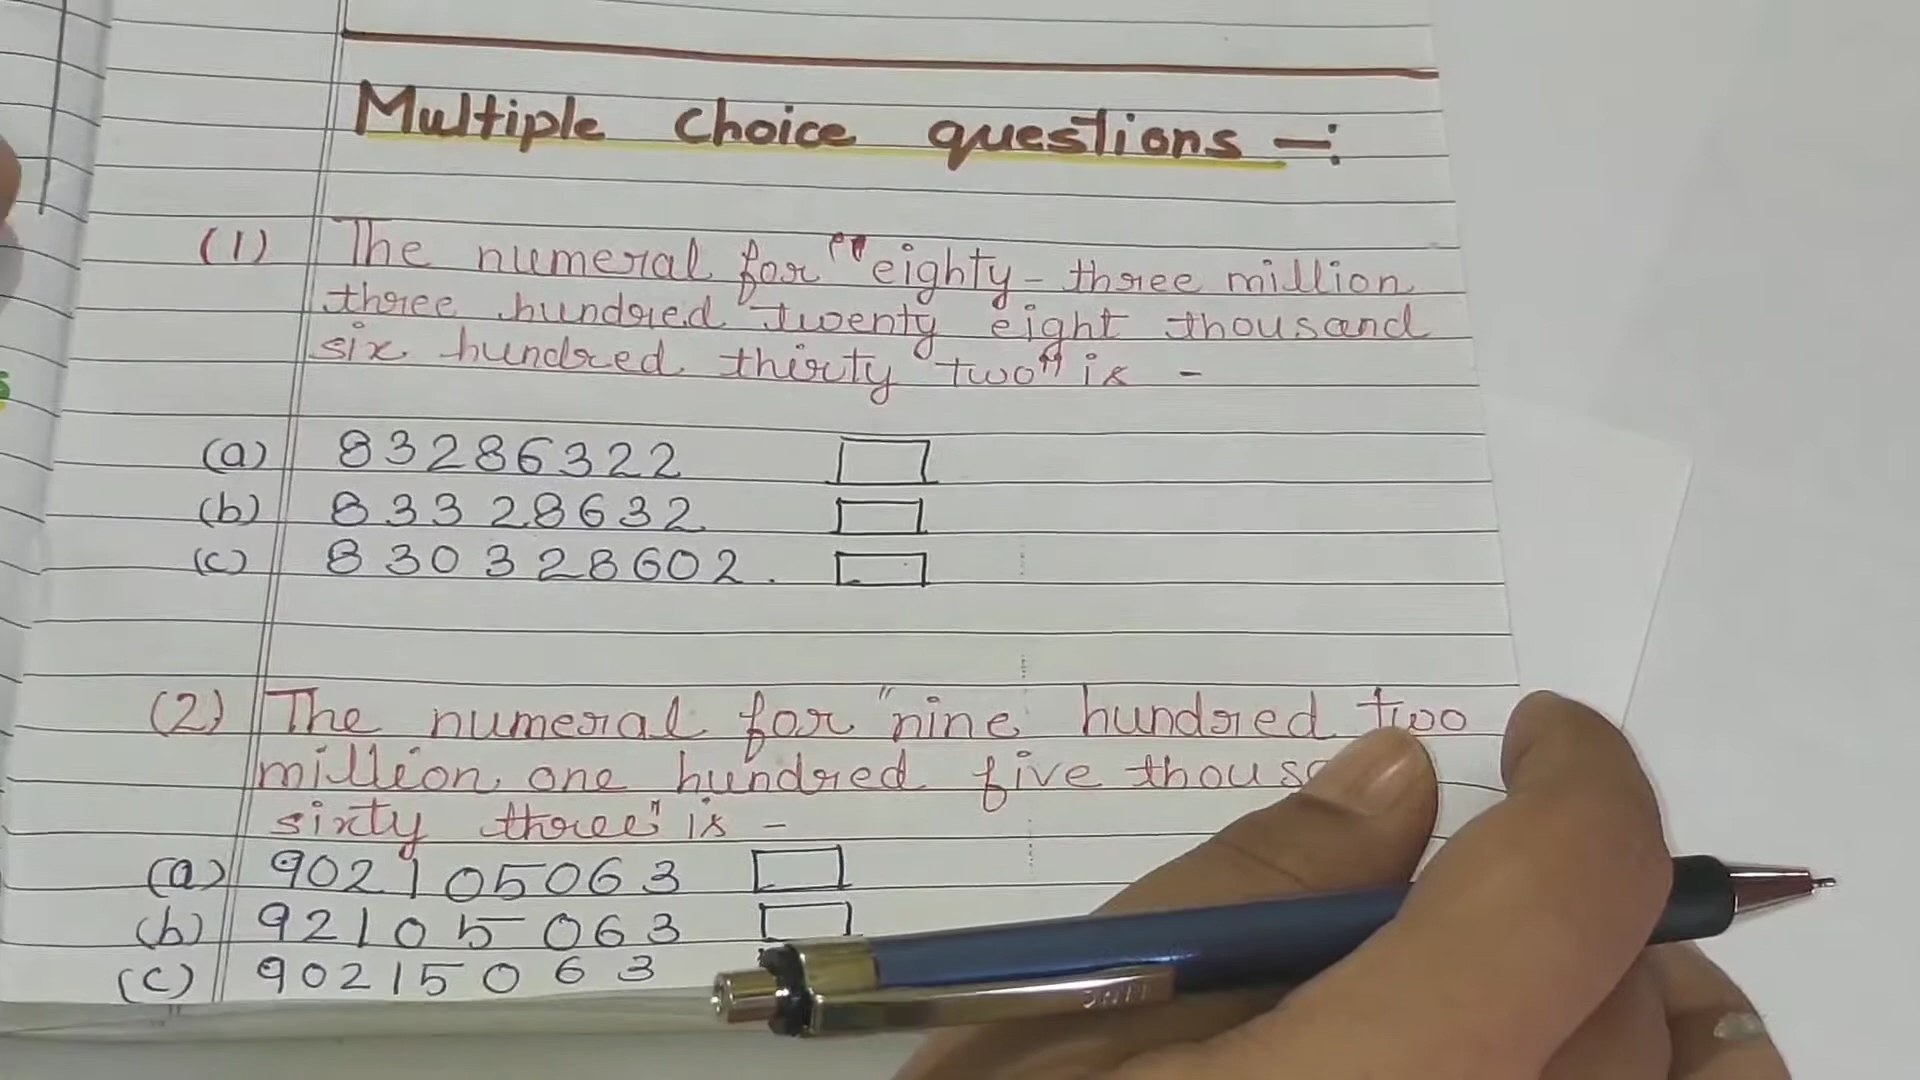 Multiple choice questions -:
(1) The numeral for "eighty-three million
three hundred twenty eight thousand
six hundred thirty two" is -
(a) 83286322
(b) 83328632
(c) 830328602.
(2) The numeral for "nine hundred two
million one hundred five
sixty three" is -
(a) 902105063
(b) 92105063
(c) 90215063